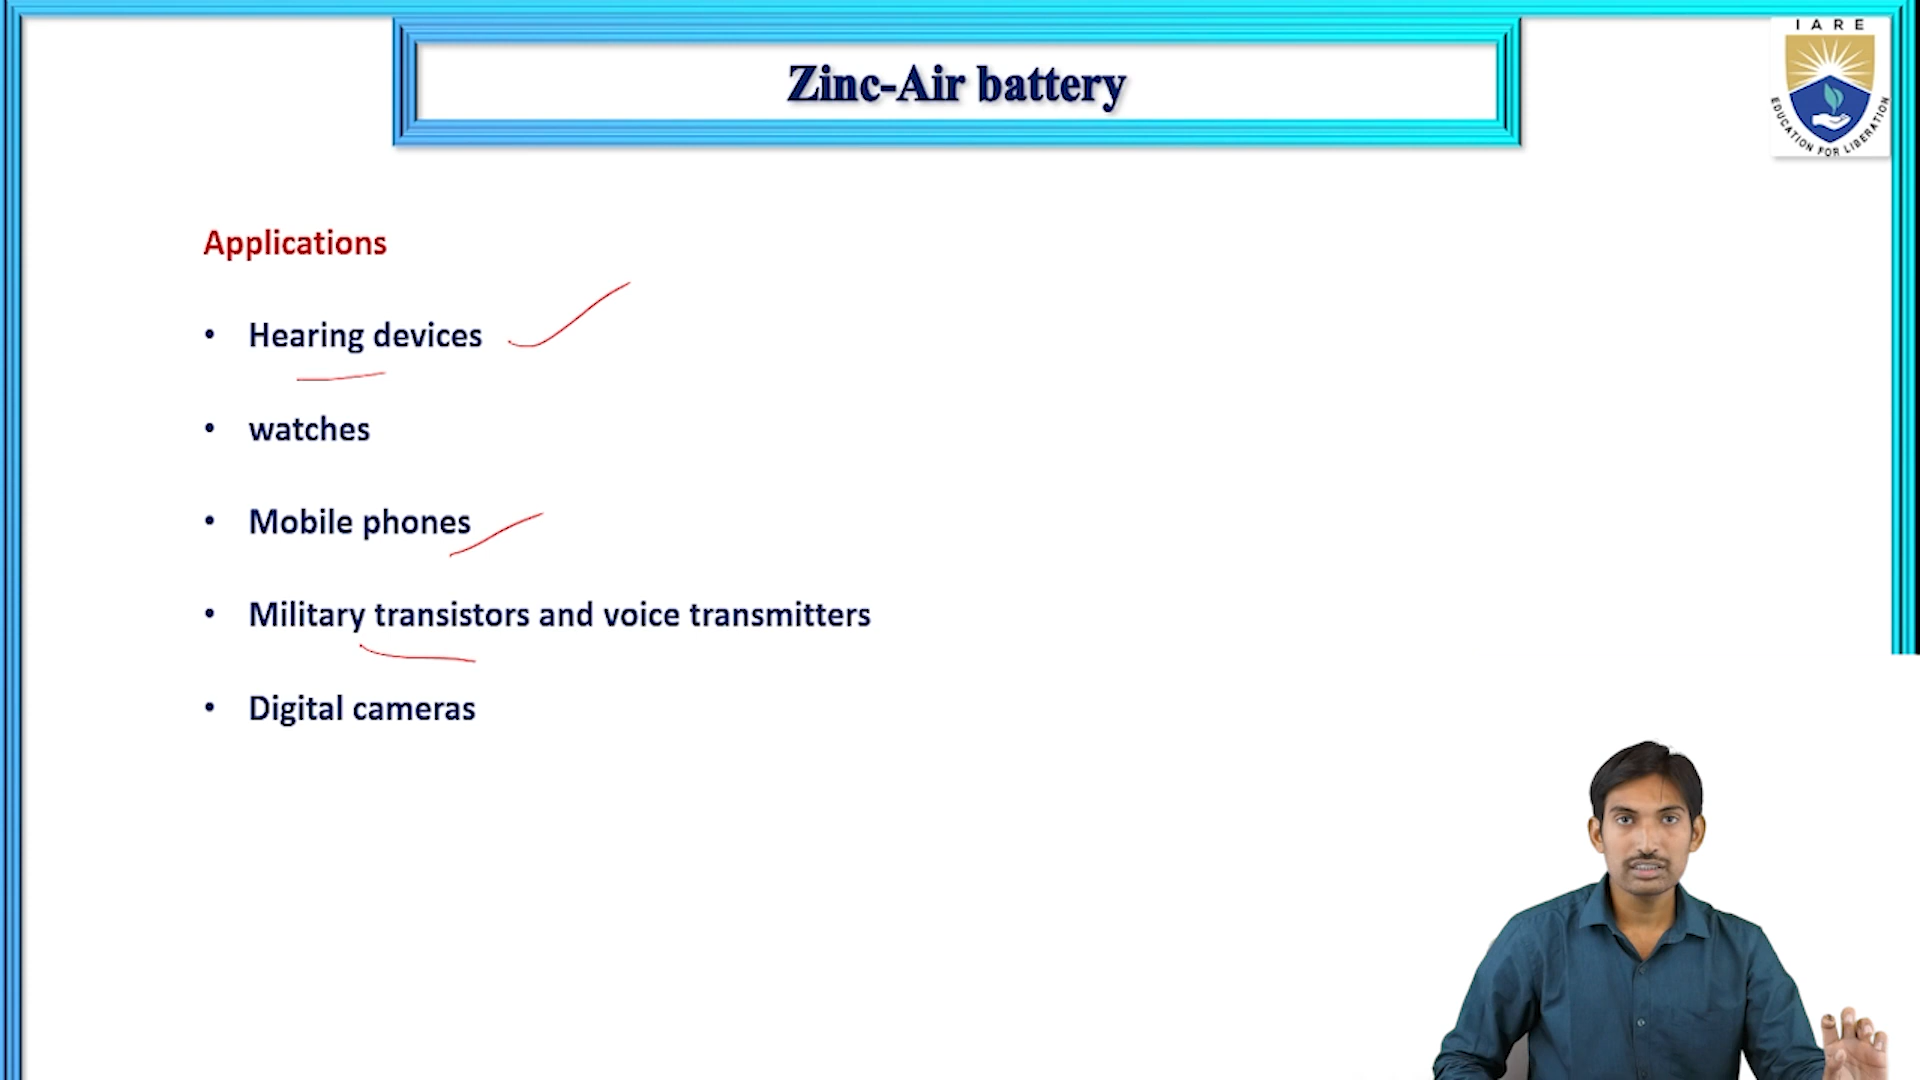 Zinc-Air battery
IARE
EDUCATION FOR LIBERATION
Applications
• Hearing devices
• watches
• Mobile phones
• Military transistors and voice transmitters
• Digital cameras